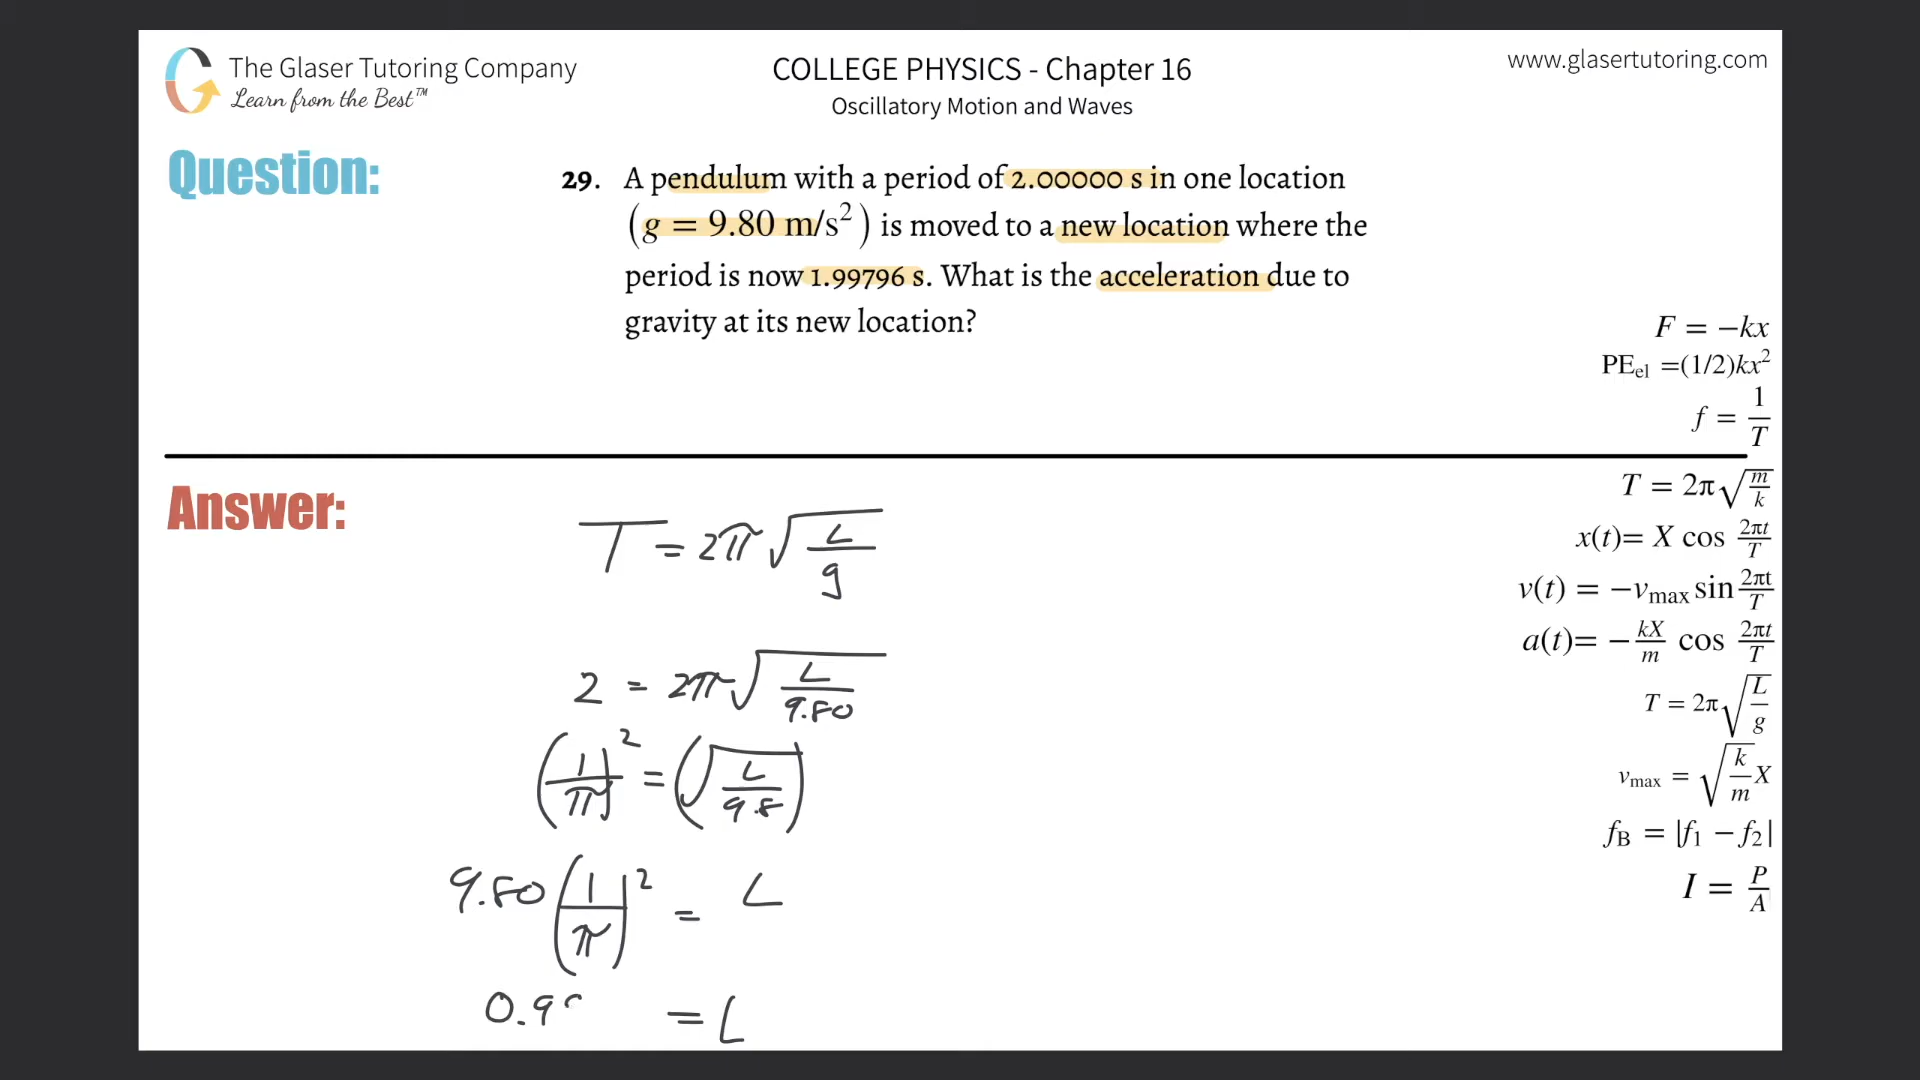 The Glaser Tutoring Company
Learn from the Best™
COLLEGE PHYSICS - Chapter 16
Oscillatory Motion and Waves
www.glasertutoring.com
Question:
29. A pendulum with a period of 2.00000 s in one location
(g = 9.80 m/s²) is moved to a new location where the
period is now 1.99796 s. What is the acceleration due to
gravity at its new location?
F = −kx
PEel =(1/2)kx²
f = 1/T
Answer:
T = 2π√(L/g)
2 = 2π√(L/9.80)
(1/π)² = (√(L/9.8))
9.80(1/π)² = L
0.9 = L
T = 2π√(m/k)
x(t)= X cos 2πt/T
v(t) = −vmax sin 2πt/T
a(t)= −kX/m cos 2πt/T
T = 2π√(L/g)
vmax = √(k/m)X
fB = |f1 − f2|
I = P/A